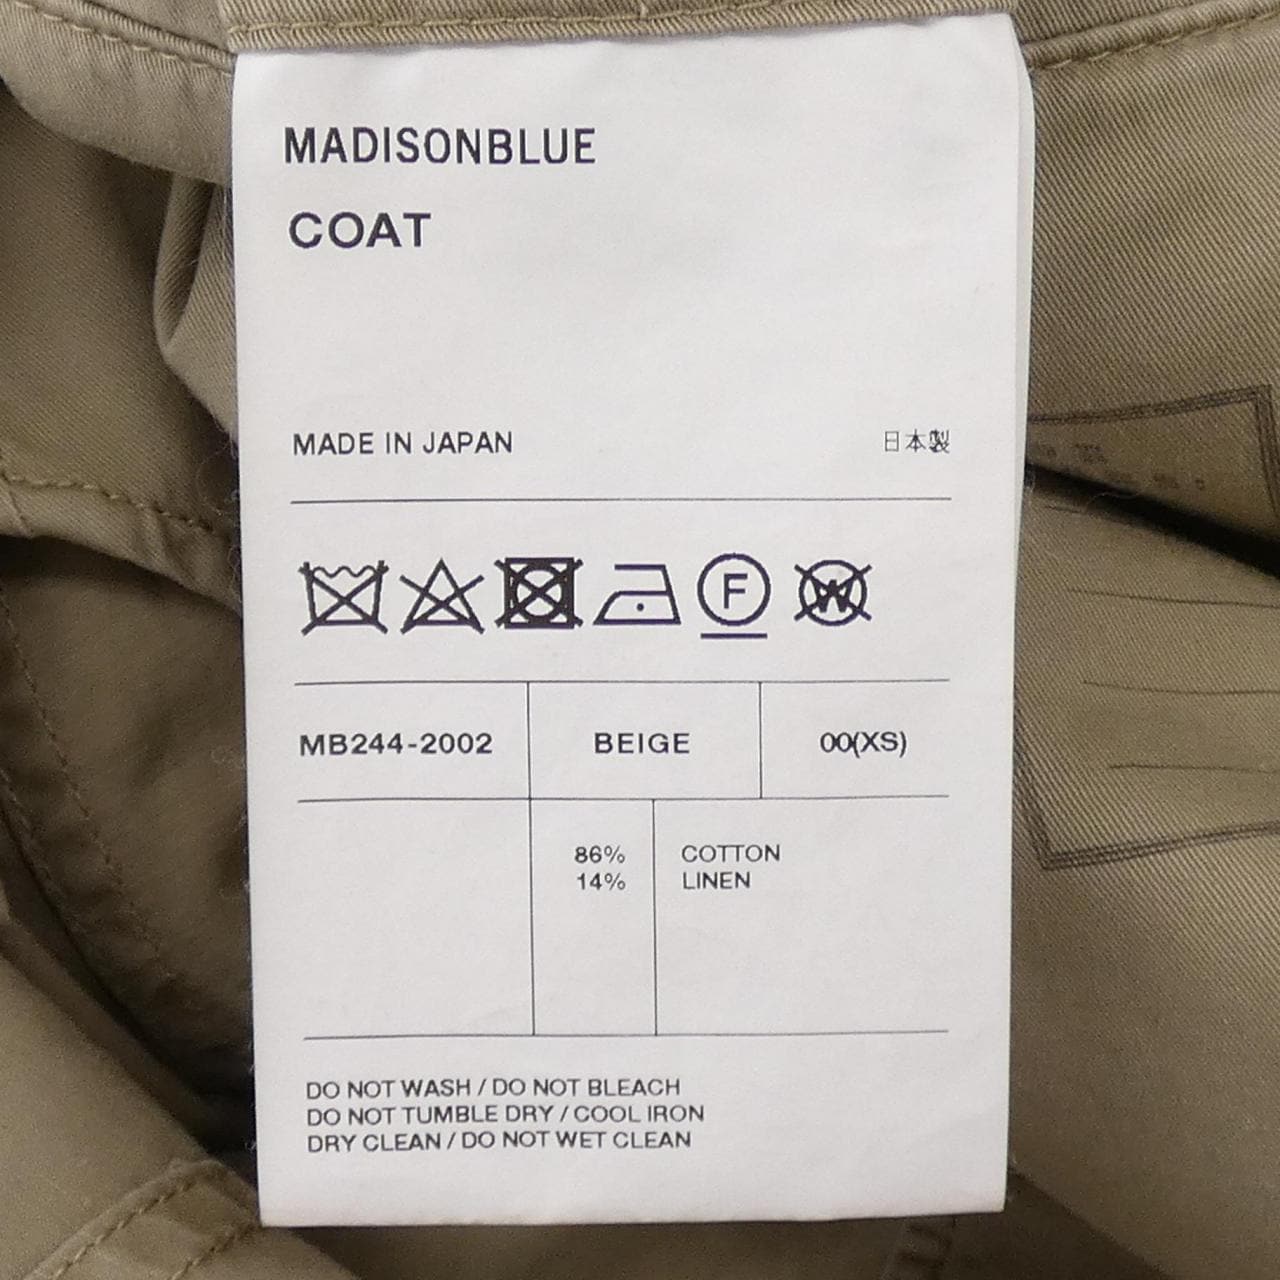 MADISONBLUE
COAT
MADE IN JAPAN
日本製
F
W
MB244-2002
BEIGE
00(XS)
86% COTTON
14% LINEN
DO NOT WASH / DO NOT BLEACH
DO NOT TUMBLE DRY / COOL IRON
DRY CLEAN / DO NOT WET CLEAN